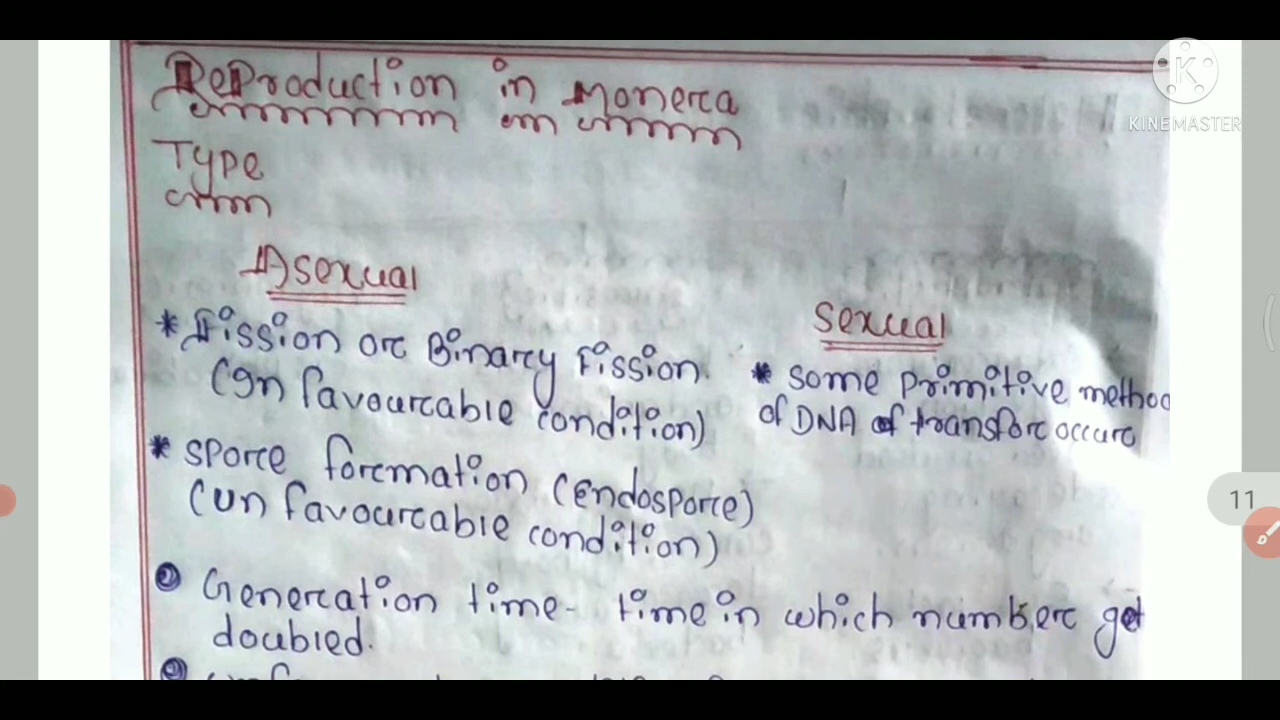 Reproduction in Monera
Type
Asexual
* Fission or Binary Fission.
(In favourable condition)
* Spore formation (Endospore)
(un favourable condition)
Sexual
* some primitive method
of DNA of transfor occurs
Generation time - time in which number get
doubled.
KINEMASTER
11